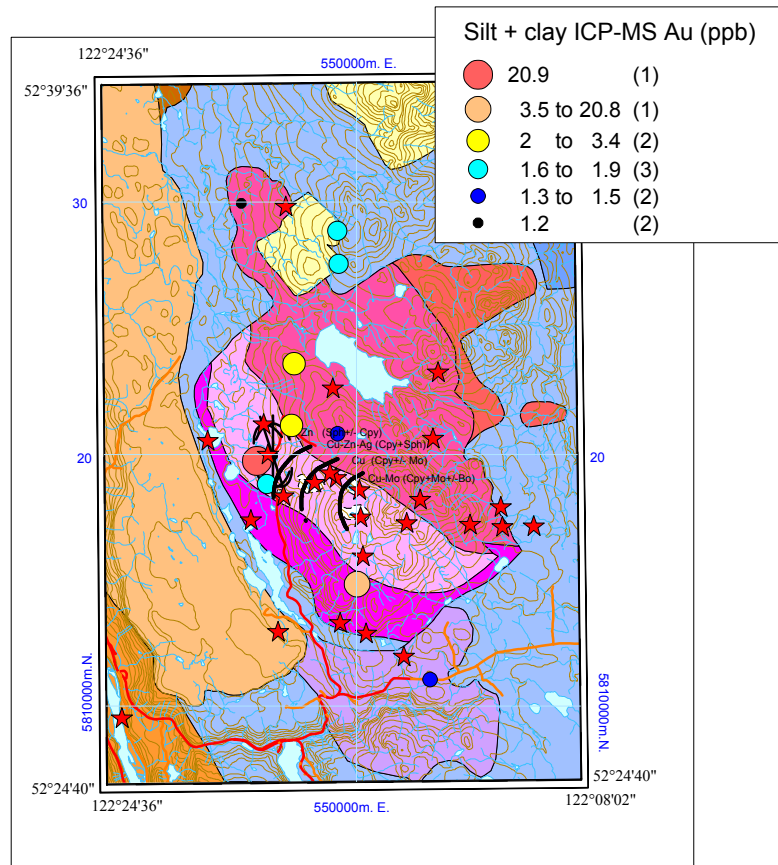 Silt + clay ICP-MS Au (ppb)
20.9 (1)
3.5 to 20.8 (1)
2 to 3.4 (2)
1.6 to 1.9 (3)
1.3 to 1.5 (2)
1.2 (2)
122°24'36"
550000m. E.
52°39'36"
30
Zn (Sph+/- Cpy)
Cu-Zn-Ag (Cpy+Sph)
20
Cu (Cpy+/- Mo)
20
Cu-Mo (Cpy+Mo+/-Bo)
5810000m.N.
5810000m.N.
52°24'40"
52°24'40"
122°24'36"
550000m. E.
122°08'02"